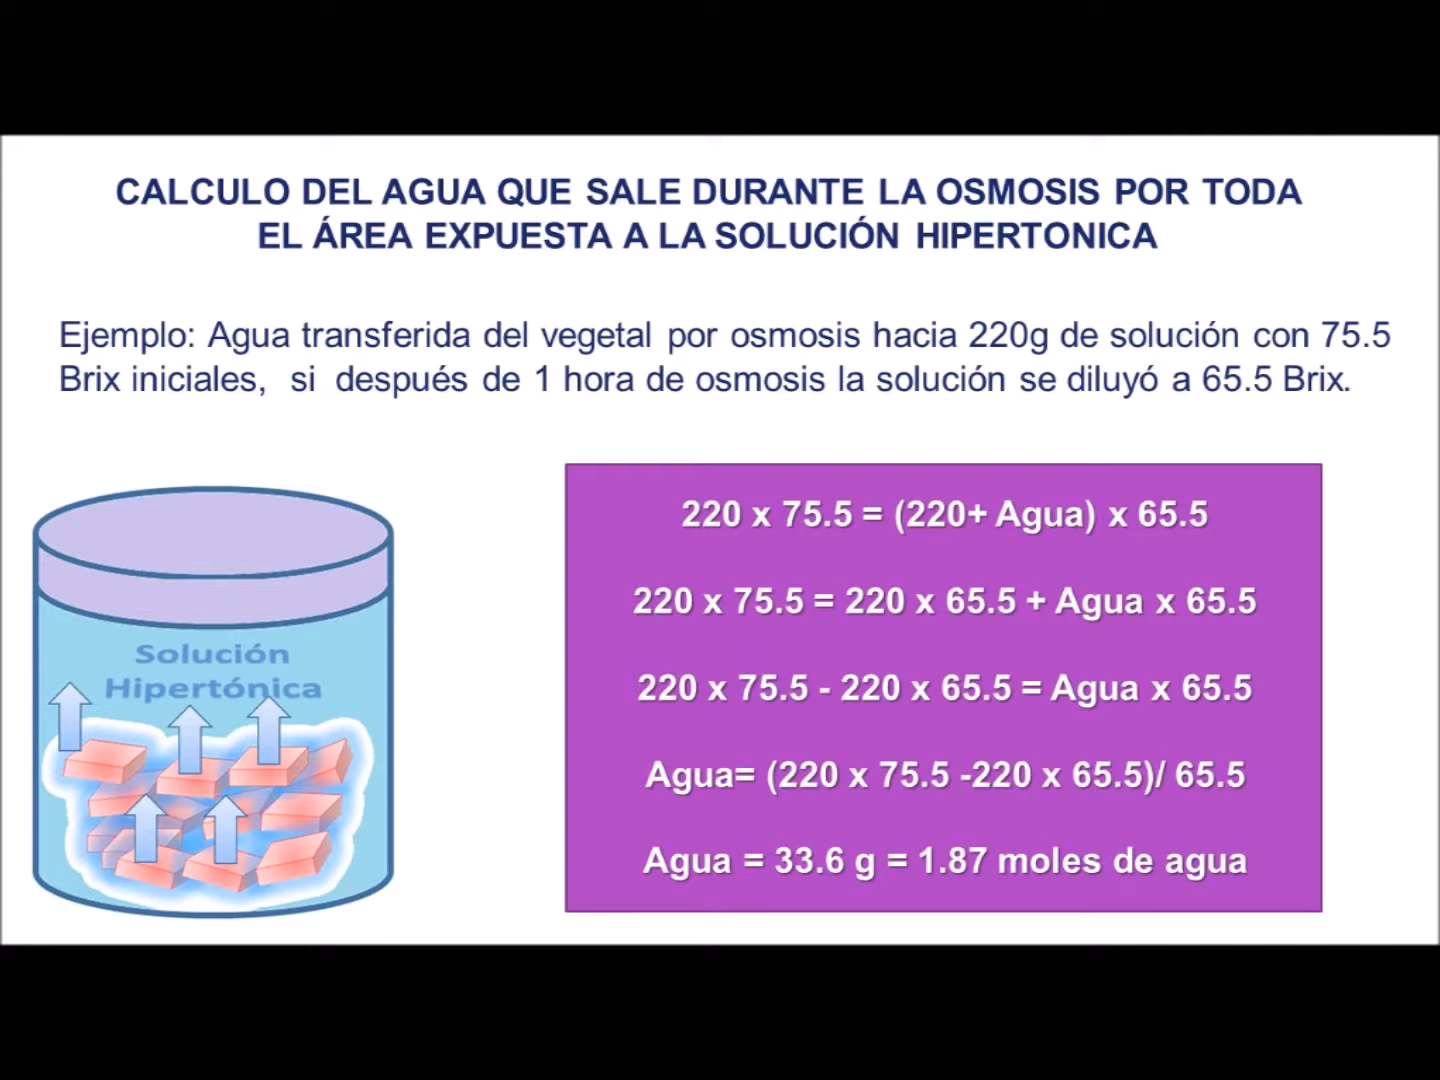 CALCULO DEL AGUA QUE SALE DURANTE LA OSMOSIS POR TODA
EL ÁREA EXPUESTA A LA SOLUCIÓN HIPERTONICA
Ejemplo: Agua transferida del vegetal por osmosis hacia 220g de solución con 75.5
Brix iniciales, si después de 1 hora de osmosis la solución se diluyó a 65.5 Brix.
Solución
Hipertónica
220 x 75.5 = (220+ Agua) x 65.5
220 x 75.5 = 220 x 65.5 + Agua x 65.5
220 x 75.5 - 220 x 65.5 = Agua x 65.5
Agua= (220 x 75.5 -220 x 65.5)/ 65.5
Agua = 33.6 g = 1.87 moles de agua